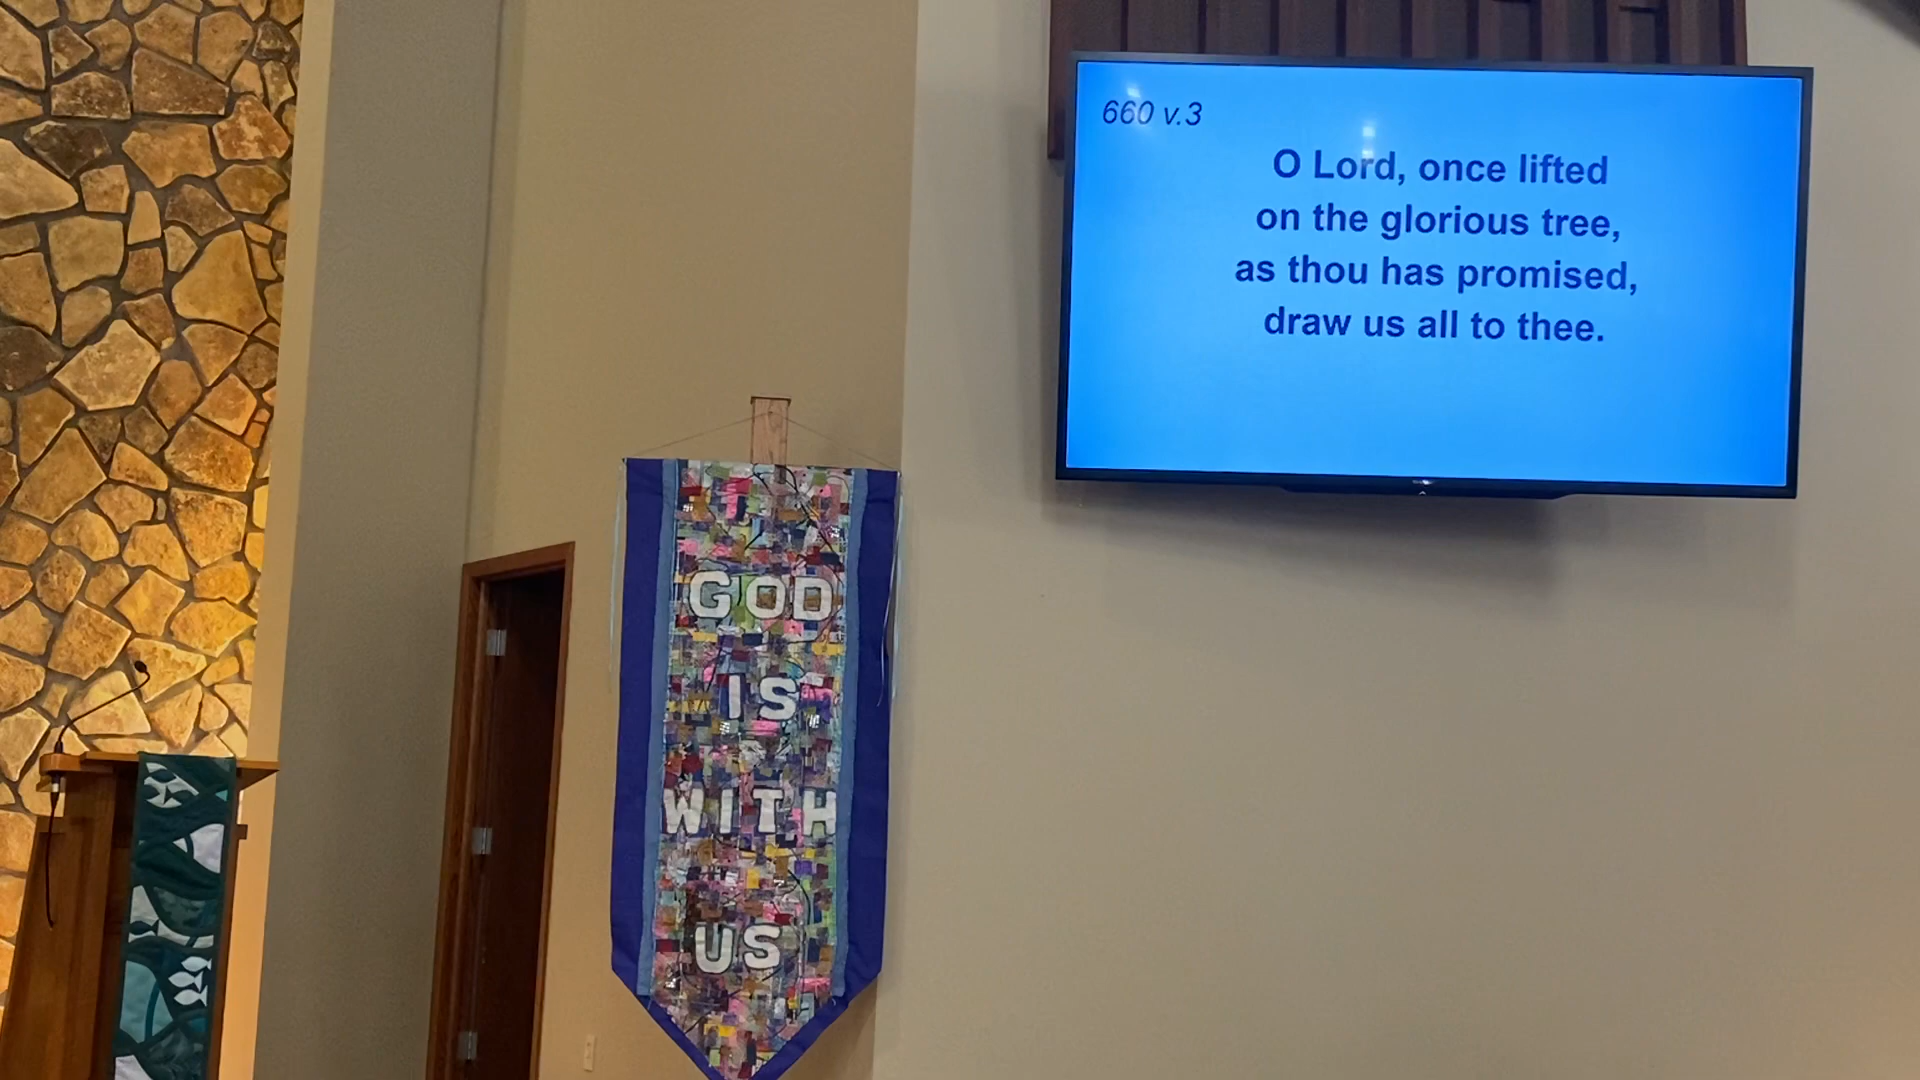 660 v.3
O Lord, once lifted
on the glorious tree,
as thou has promised,
draw us all to thee.
GOD
IS
WITH
US